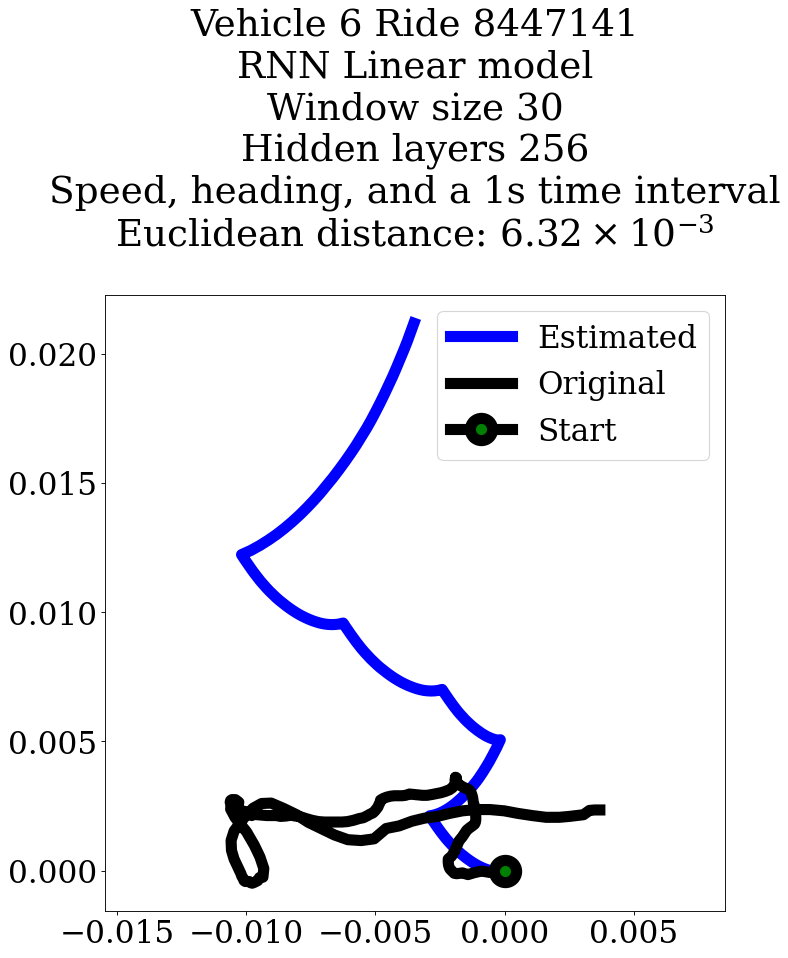 Vehicle 6 Ride 8447141
RNN Linear model
Window size 30
Hidden layers 256
Speed, heading, and a 1s time interval
Euclidean distance: 6.32 × 10⁻³
Estimated
Original
Start
0.020
0.015
0.010
0.005
0.000
−0.015 −0.010 −0.005 0.000 0.005